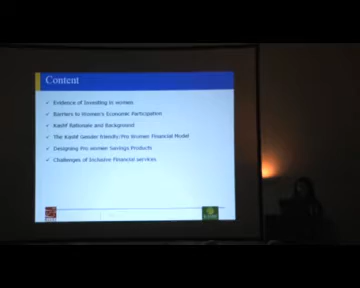 Content
Evidence of Investing in women
Barriers to Women's Economic Participation
Kashf Rationale and Background
The Kashf Gender friendly/Pro Women Financial Model
Designing Pro women Savings Products
Challenges of Inclusive Financial services